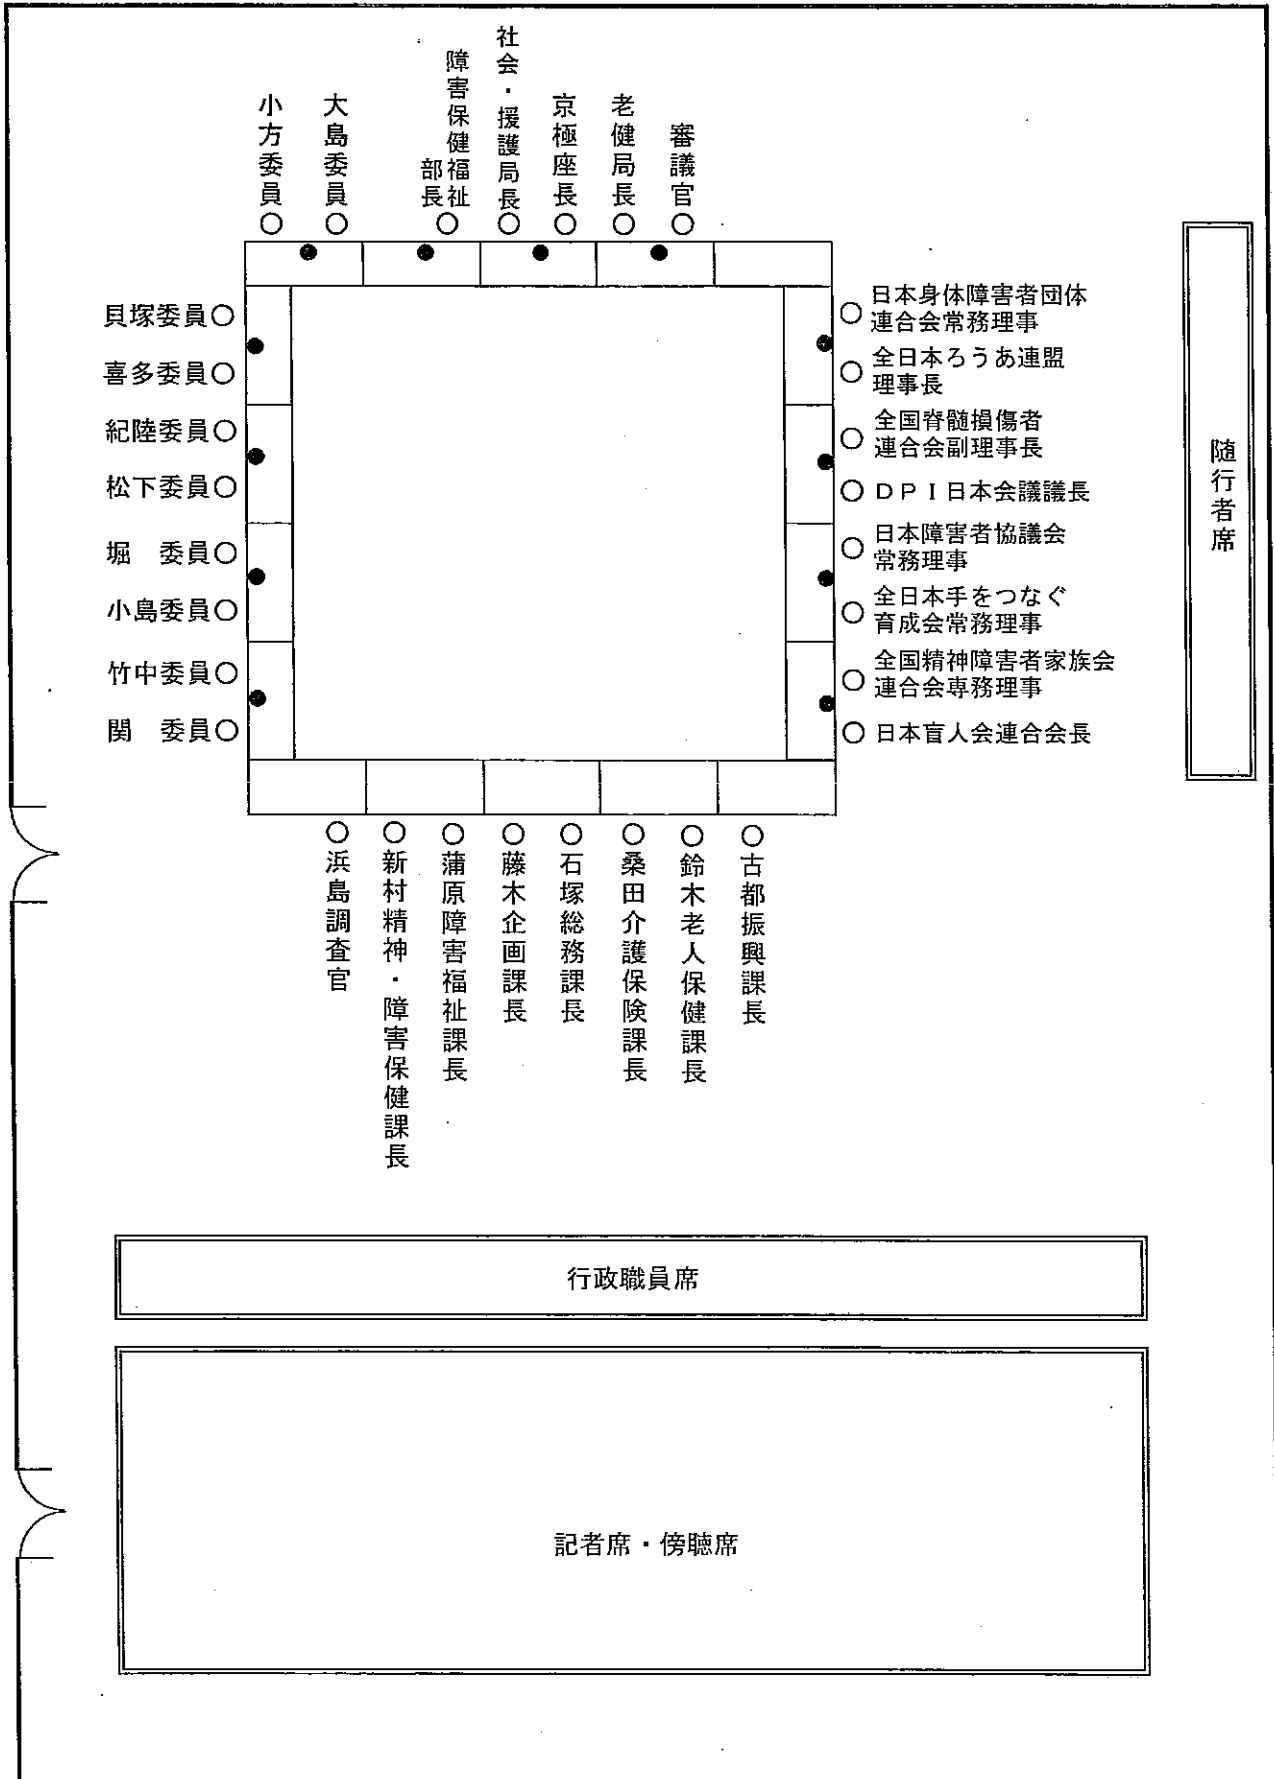 小方委員○
大島委員○
障害保健福祉
部長○
社会・援護局長○
京極座長○
老健局長○
審議官○
貝塚委員○
喜多委員○
紀陸委員○
松下委員○
堀　委員○
小島委員○
竹中委員○
関　委員○
○日本身体障害者団体
連合会常務理事
○全日本ろうあ連盟
理事長
○全国脊髄損傷者
連合会副理事長
○ＤＰＩ日本会議議長
○日本障害者協議会
常務理事
○全日本手をつなぐ
育成会常務理事
○全国精神障害者家族会
連合会専務理事
○日本盲人会連合会長
随行者席
○浜島調査官
○新村精神・障害保健課長
○蒲原障害福祉課長
○藤木企画課長
○石塚総務課長
○桑田介護保険課長
○鈴木老人保健課長
○古都振興課長
行政職員席
記者席・傍聴席